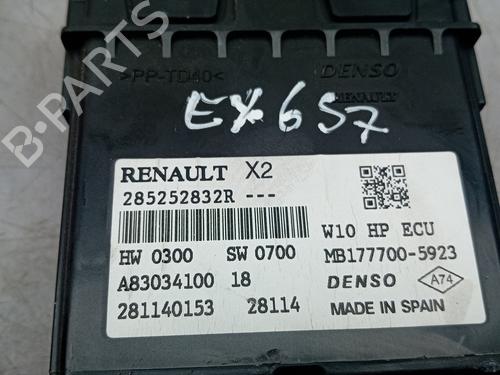 >PP-TD40<
DENSO
RENAULT
EX 657
B-PARTS
RENAULT X2
285252832R ---
W10 HP ECU
HW 0300 SW 0700
MB177700-5923
A83034100 18
DENSO
A74
281140153 28114
MADE IN SPAIN